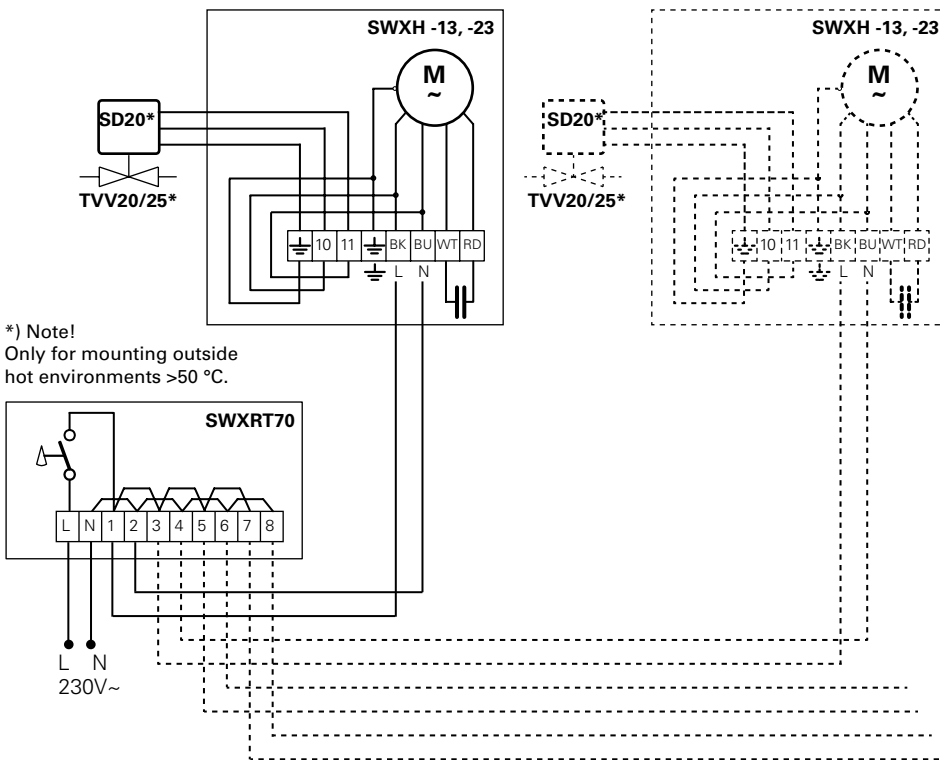 SWXH -13, -23
M
~
SD20*
TVV20/25*
10 11 BK BU WT RD
L N
SWXH -13, -23
M
~
SD20*
TVV20/25*
10 11 BK BU WT RD
L N
*) Note!
Only for mounting outside
hot environments >50 °C.
SWXRT70
L N 1 2 3 4 5 6 7 8
L N
230V~